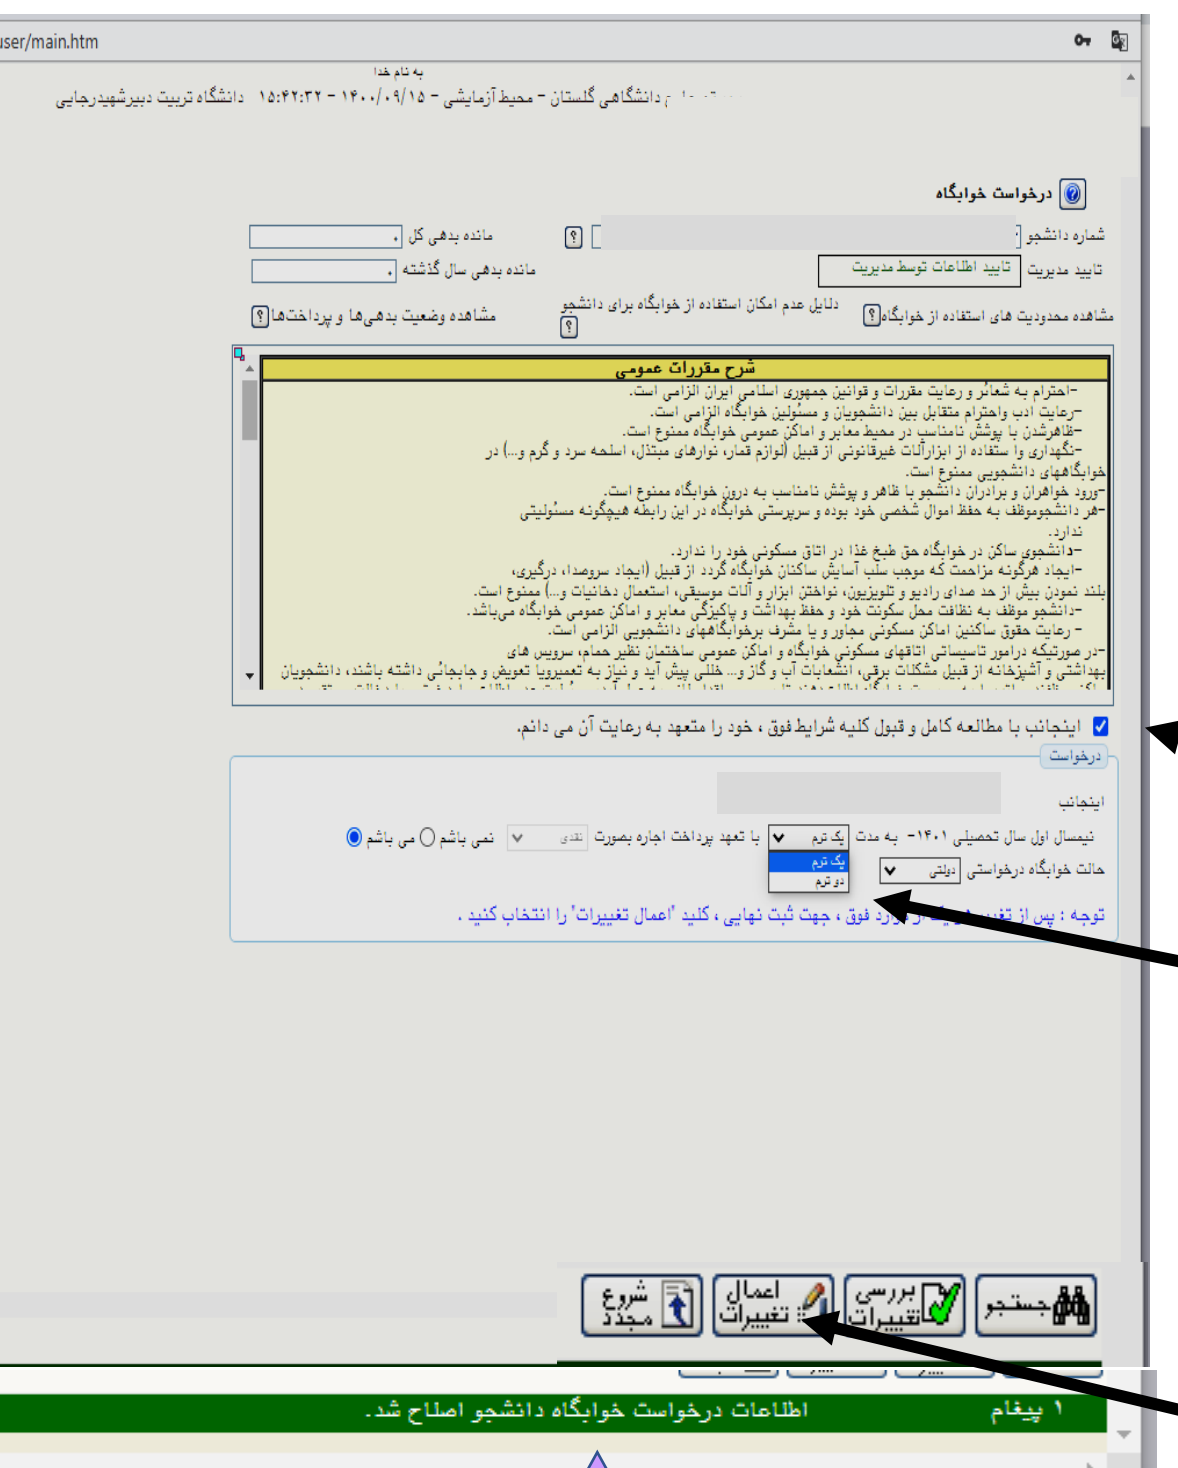 user/main.htm
به نام خدا
دانشگاهی گلستان - محیط آزمایشی - ۱۴۰۰/۰۹/۱۵ - ۱۵:۴۲:۳۲ دانشگاه تربیت دبیرشهیدرجایی
درخواست خوابگاه
شماره دانشجو ؟ مانده بدهی کل ۰
تایید مدیریت تایید اطلاعات توسط مدیریت مانده بدهی سال گذشته ۰
مشاهده محدودیت های استفاده از خوابگاه ؟ دلایل عدم امکان استفاده از خوابگاه برای دانشجو ؟ مشاهده وضعیت بدهی‌ها و پرداخت‌ها ؟
شرح مقررات عمومی
-احترام به شعائر و رعایت مقررات و قوانین جمهوری اسلامی ایران الزامی است.
-رعایت ادب واحترام متقابل بین دانشجویان و مسئولین خوابگاه الزامی است.
-ظاهرشدن با پوشش نامناسب در محیط معابر و اماکن عمومی خوابگاه ممنوع است.
-نگهداری وا ستفاده از ابزارآلات غیرقانونی از قبیل (لوازم قمار، نوارهای مبتذل، اسلحه سرد و گرم و...) در
خوابگاههای دانشجویی ممنوع است.
-ورود خواهران و برادران دانشجو با ظاهر و پوشش نامناسب به درون خوابگاه ممنوع است.
-هر دانشجوموظف به حفظ اموال شخصی خود بوده و سرپرستی خوابگاه در این رابطه هیچگونه مسئولیتی
ندارد.
-دانشجوی ساکن در خوابگاه حق طبخ غذا در اتاق مسکونی خود را ندارد.
-ایجاد هرگونه مزاحمت که موجب سلب آسایش ساکنان خوابگاه گردد از قبیل (ایجاد سروصدا، درگیری،
بلند نمودن بیش از حد صدای رادیو و تلویزیون، نواختن ابزار و آلات موسیقی، استعمال دخانیات و...) ممنوع است.
-دانشجو موظف به نظافت محل سکونت خود و حفظ بهداشت و پاکیزگی معابر و اماکن عمومی خوابگاه می‌باشد.
- رعایت حقوق ساکنین اماکن مسکونی مجاور و یا مشرف برخوابگاههای دانشجویی الزامی است.
-در صورتیکه درامور تاسیساتی اتاقهای مسکونی خوابگاه و اماکن عمومی ساختمان نظیر حمام، سرویس های
بهداشتی و آشپزخانه از قبیل مشکلات برقی، انشعابات آب و گاز و... خللی پیش آید و نیاز به تعمیرویا تعویض و جابجائی داشته باشند، دانشجویان
اینجانب با مطالعه کامل و قبول کلیه شرایط فوق ، خود را متعهد به رعایت آن می دانم.
درخواست
اینجانب
نیمسال اول سال تحصیلی ۱۴۰۱- به مدت یک ترم با تعهد پرداخت اجاره بصورت نقدی نمی باشم می باشم
یک ترم
دو ترم
حالت خوابگاه درخواستی دولتی
توجه : پس از تغییر موارد فوق ، جهت ثبت نهایی ، کلید 'اعمال تغییرات' را انتخاب کنید .
جستجو بررسی تغییرات اعمال تغییرات شروع مجدد
۱ پیغام اطلاعات درخواست خوابگاه دانشجو اصلاح شد.